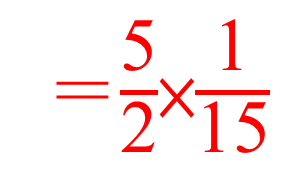 = 5/2 × 1/15